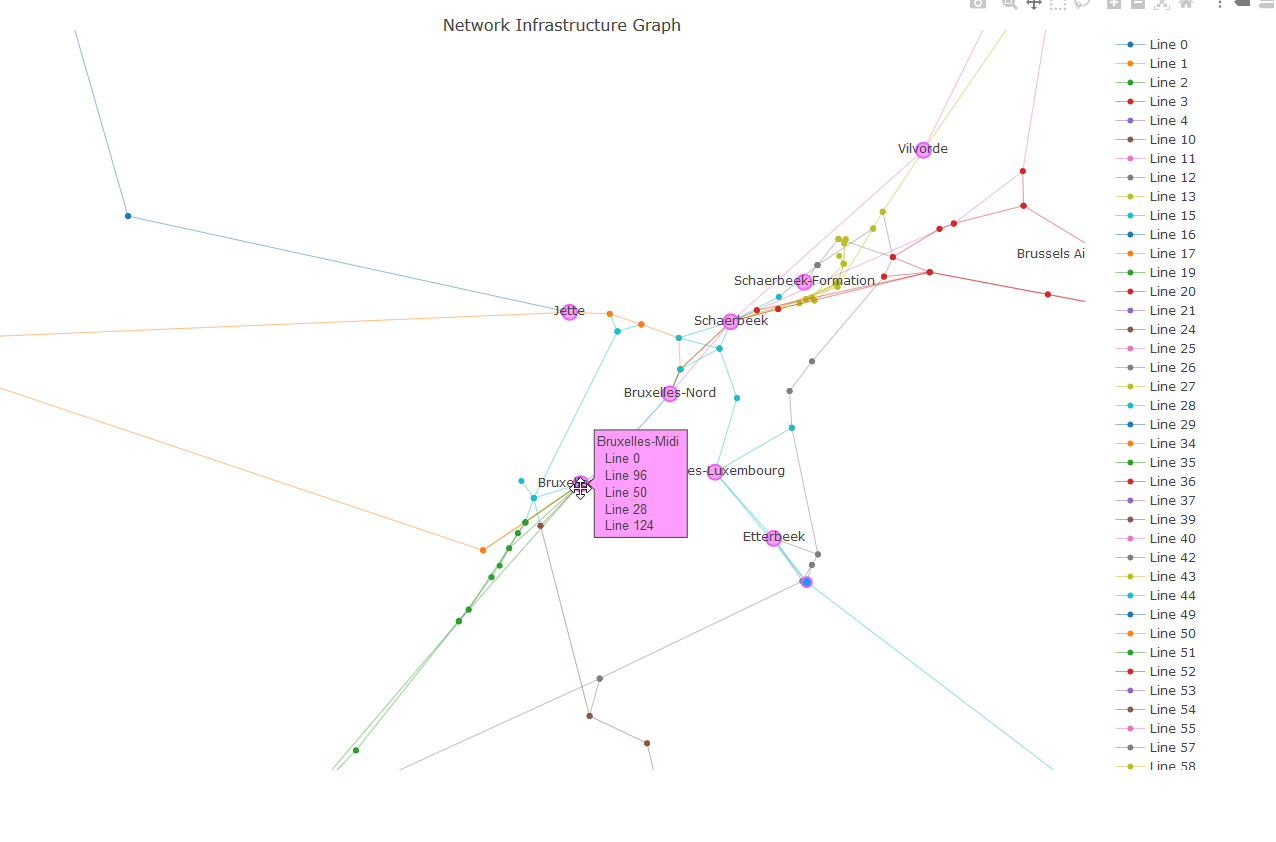 Network Infrastructure Graph
Vilvorde
Brussels Ai
Schaerbeek-Formation
Jette
Schaerbeek
Bruxelles-Nord
Bruxelles-Midi
Line 0
Line 96
Line 50
Line 28
Line 124
es-Luxembourg
Etterbeek
Line 0
Line 1
Line 2
Line 3
Line 4
Line 10
Line 11
Line 12
Line 13
Line 15
Line 16
Line 17
Line 19
Line 20
Line 21
Line 24
Line 25
Line 26
Line 27
Line 28
Line 29
Line 34
Line 35
Line 36
Line 37
Line 39
Line 40
Line 42
Line 43
Line 44
Line 49
Line 50
Line 51
Line 52
Line 53
Line 54
Line 55
Line 57
Line 58